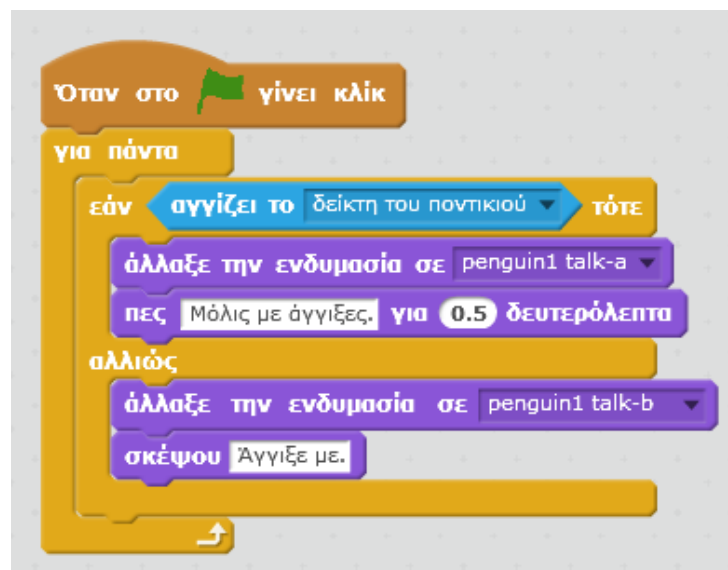 Όταν στο γίνει κλίκ
για πάντα
εάν αγγίζει το δείκτη του ποντικιού τότε
άλλαξε την ενδυμασία σε penguin1 talk-a
πες Μόλις με άγγιξες. για 0.5 δευτερόλεπτα
αλλιώς
άλλαξε την ενδυμασία σε penguin1 talk-b
σκέψου Άγγιξε με.